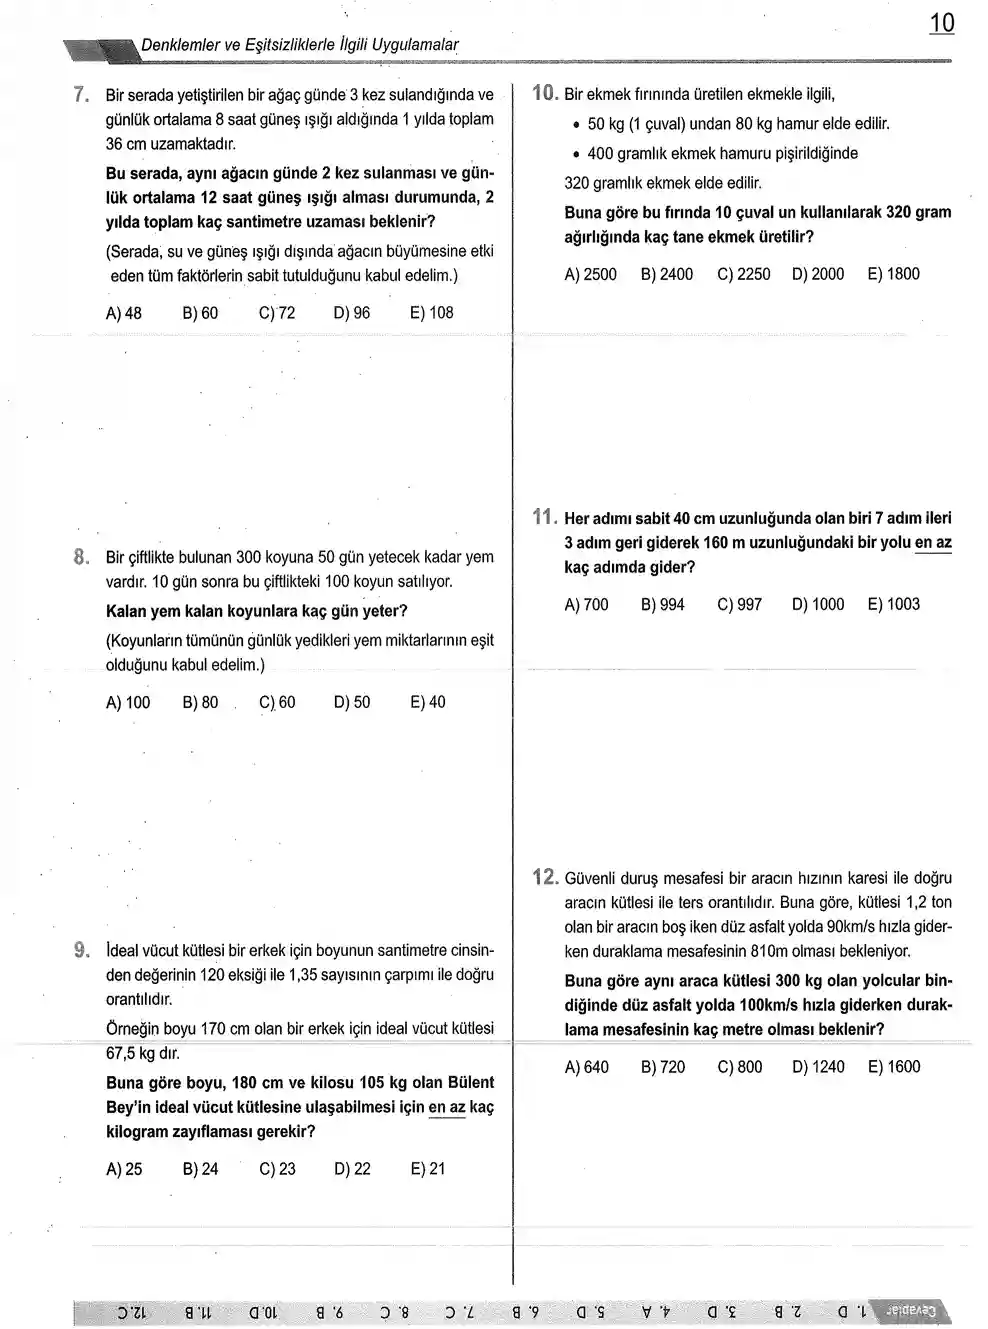 10
Denklemler ve Eşitsizliklerle İlgili Uygulamalar
7. Bir serada yetiştirilen bir ağaç günde 3 kez sulandığında ve
günlük ortalama 8 saat güneş ışığı aldığında 1 yılda toplam
36 cm uzamaktadır.
Bu serada, aynı ağacın günde 2 kez sulanması ve gün-
lük ortalama 12 saat güneş ışığı alması durumunda, 2
yılda toplam kaç santimetre uzaması beklenir?
(Serada, su ve güneş ışığı dışında ağacın büyümesine etki
eden tüm faktörlerin sabit tutulduğunu kabul edelim.)
A) 48 B) 60 C) 72 D) 96 E) 108
8. Bir çiftlikte bulunan 300 koyuna 50 gün yetecek kadar yem
vardır. 10 gün sonra bu çiftlikteki 100 koyun satılıyor.
Kalan yem kalan koyunlara kaç gün yeter?
(Koyunların tümünün günlük yedikleri yem miktarlarının eşit
olduğunu kabul edelim.)
A) 100 B) 80 C) 60 D) 50 E) 40
9. İdeal vücut kütlesi bir erkek için boyunun santimetre cinsin-
den değerinin 120 eksiği ile 1,35 sayısının çarpımı ile doğru
orantılıdır.
Örneğin boyu 170 cm olan bir erkek için ideal vücut kütlesi
67,5 kg dır.
Buna göre boyu, 180 cm ve kilosu 105 kg olan Bülent
Bey'in ideal vücut kütlesine ulaşabilmesi için en az kaç
kilogram zayıflaması gerekir?
A) 25 B) 24 C) 23 D) 22 E) 21
10. Bir ekmek fırınında üretilen ekmekle ilgili,
• 50 kg (1 çuval) undan 80 kg hamur elde edilir.
• 400 gramlık ekmek hamuru pişirildiğinde
320 gramlık ekmek elde edilir.
Buna göre bu fırında 10 çuval un kullanılarak 320 gram
ağırlığında kaç tane ekmek üretilir?
A) 2500 B) 2400 C) 2250 D) 2000 E) 1800
11. Her adımı sabit 40 cm uzunluğunda olan biri 7 adım ileri
3 adım geri giderek 160 m uzunluğundaki bir yolu en az
kaç adımda gider?
A) 700 B) 994 C) 997 D) 1000 E) 1003
12. Güvenli duruş mesafesi bir aracın hızının karesi ile doğru
aracın kütlesi ile ters orantılıdır. Buna göre, kütlesi 1,2 ton
olan bir aracın boş iken düz asfalt yolda 90km/s hızla gider-
ken duraklama mesafesinin 810m olması bekleniyor.
Buna göre aynı araca kütlesi 300 kg olan yolcular bin-
diğinde düz asfalt yolda 100km/s hızla giderken durak-
lama mesafesinin kaç metre olması beklenir?
A) 640 B) 720 C) 800 D) 1240 E) 1600
Cevaplar 1. D 2. B 3. D 4. A 5. D 6. B 7. C 8. C 9. B 10. D 11. B 12. C